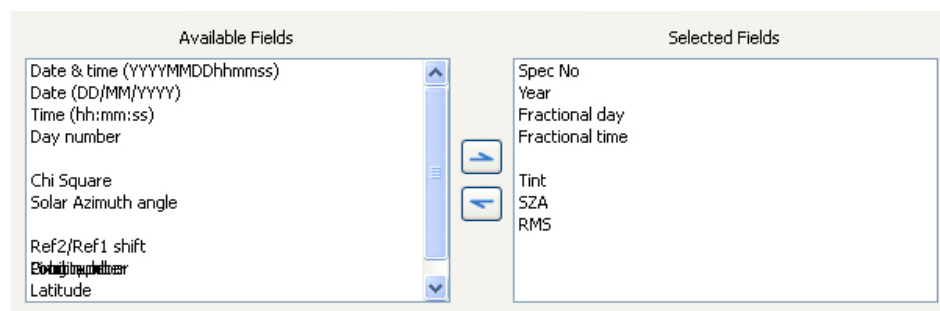 Available Fields
Date & time (YYYYMMDDhhmmss)
Date (DD/MM/YYYY)
Time (hh:mm:ss)
Day number
Chi Square
Solar Azimuth angle
Ref2/Ref1 shift
Latitude
Selected Fields
Spec No
Year
Fractional day
Fractional time
Tint
SZA
RMS